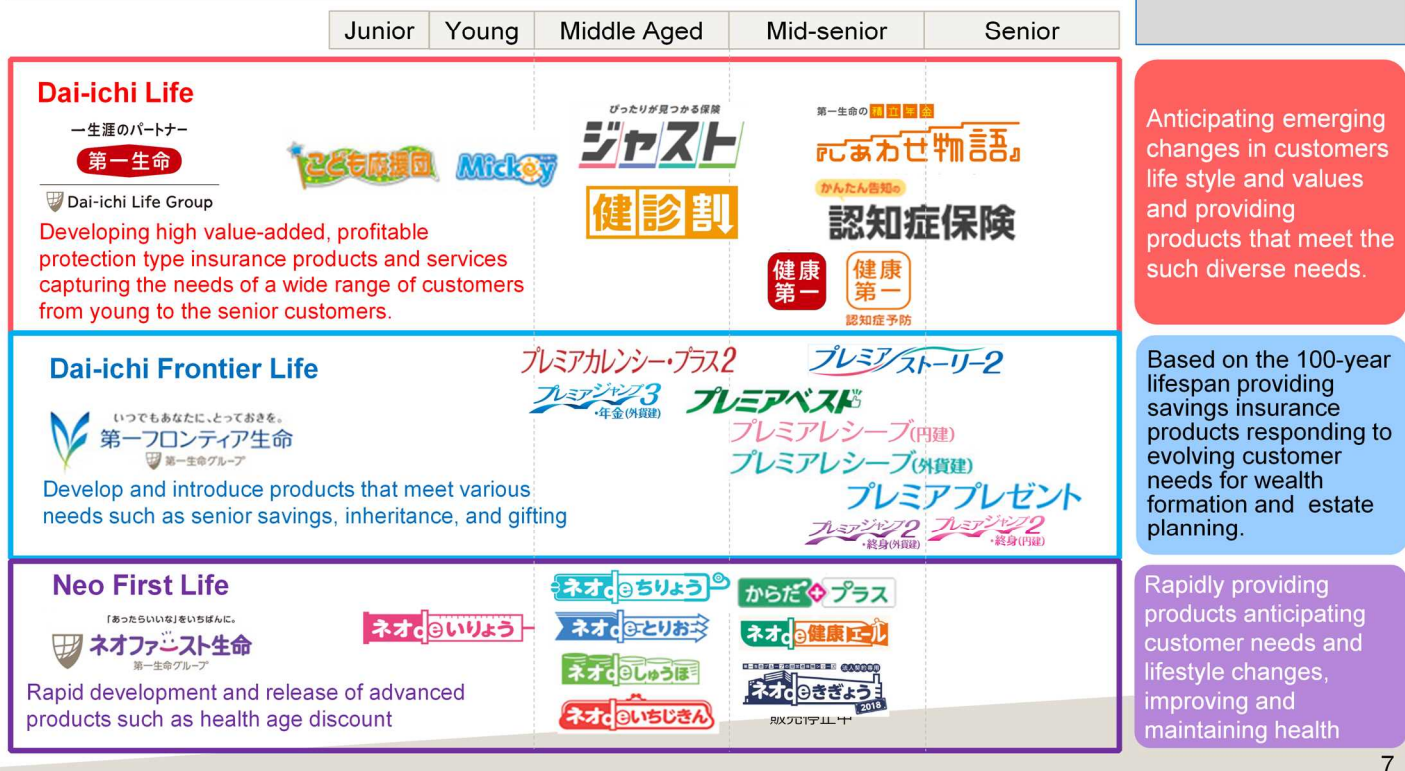 Junior Young Middle Aged Mid-senior Senior
Dai-ichi Life
一生涯のパートナー
第一生命
Dai-ichi Life Group
Developing high value-added, profitable
protection type insurance products and services
capturing the needs of a wide range of customers
from young to the senior customers.
こども応援団
Mickey
ぴったりが見つかる保険
ジャスト
健診割
第一生命の積立年金
『しあわせ物語』
かんたん告知の
認知症保険
健康
第一
健康
第一
認知症予防
Anticipating emerging
changes in customers
life style and values
and providing
products that meet the
such diverse needs.
Dai-ichi Frontier Life
いつでもあなたに、とっておきを。
第一フロンティア生命
第一生命グループ
Develop and introduce products that meet various
needs such as senior savings, inheritance, and gifting
プレミアカレンシー・プラス2
プレミアストーリー2
プレミアジャンプ3
・年金(外貨建)
プレミアベスト
プレミアレシーブ(円建)
プレミアレシーブ(外貨建)
プレミアプレゼント
プレミアジャンプ2
・終身(外貨建)
プレミアジャンプ2
・終身(円建)
Based on the 100-year
lifespan providing
savings insurance
products responding to
evolving customer
needs for wealth
formation and estate
planning.
Neo First Life
「あったらいいな」をいちばんに。
ネオファースト生命
第一生命グループ
Rapid development and release of advanced
products such as health age discount
ネオdeいりょう
ネオdeちりょう
ネオdeとりお
ネオdeしゅうほ
ネオdeいちじきん
からだプラス
ネオde健康エール
ネオdeきぎょう
2018
販売停止中
Rapidly providing
products anticipating
customer needs and
lifestyle changes,
improving and
maintaining health
7